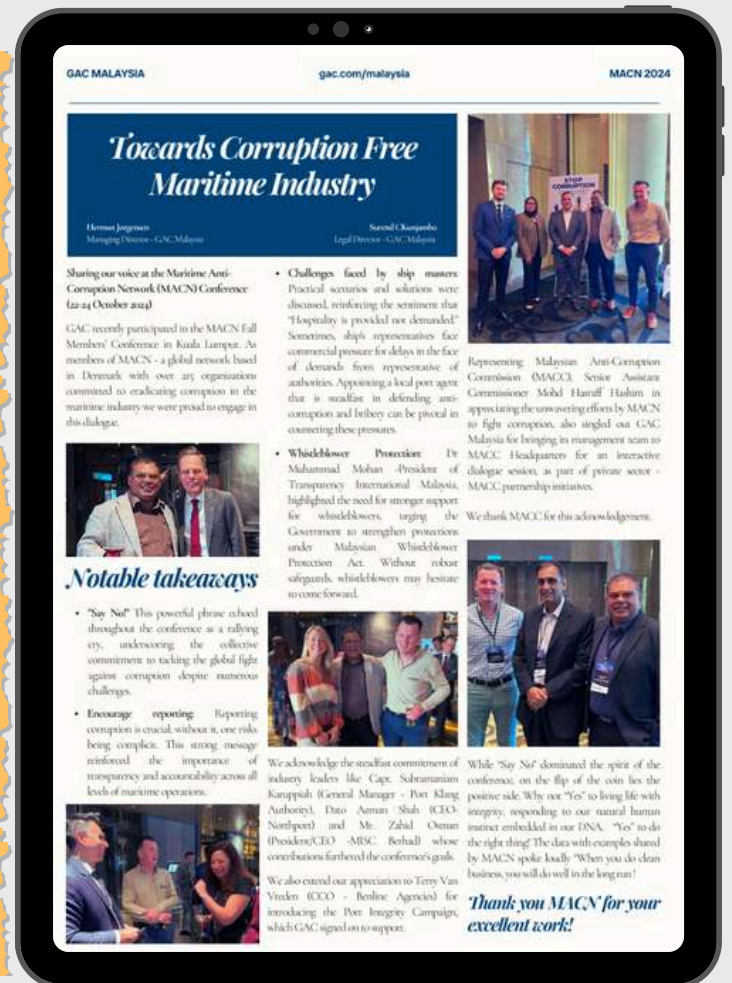 GAC MALAYSIA
gac.com/malaysia
MACN 2024
Towards Corruption Free
Maritime Industry
Herman Jorgensen
Managing Director - GAC Malaysia
Surend CKunjambo
Legal Director - GAC Malaysia
Sharing our voice at the Maritime Anti-
Corruption Network (MACN) Conference
(22-24 October 2024)
GAC recently participated in the MACN Fall
Members' Conference in Kuala Lumpur. As
members of MACN - a global network based
in Denmark with over 215 organizations
committed to eradicating corruption in the
maritime industry we were proud to engage in
this dialogue.
Notable takeaways
• "Say No!" This powerful phrase echoed
throughout the conference as a rallying
cry, underscoring the collective
commitment to tacking the global fight
against corruption despite numerous
challenges.
• Encourage reporting: Reporting
corruption is crucial; without it, one risks
being complicit. This strong message
reinforced the importance of
transparency and accountability across all
levels of maritime operations.
• Challenges faced by ship masters:
Practical scenarios and solutions were
discussed, reinforcing the sentiment that
"Hospitality is provided not demanded."
Sometimes, ship's representatives face
commercial pressure for delays in the face
of demands from representative of
authorities. Appointing a local port agent
that is steadfast in defending anti-
corruption and bribery can be pivotal in
countering these pressures.
• Whistleblower Protection: Dr
Muhammad Mohan -President of
Transparency International Malaysia,
highlighted the need for stronger support
for whistleblowers, urging the
Government to strengthen protections
under Malaysian Whistleblower
Protection Act. Without robust
safeguards, whistleblowers may hesitate
to come forward.
We acknowledge the steadfast commitment of
industry leaders like Capt. Subramaniam
Karuppiah (General Manager - Port Klang
Authority), Dato Azman Shah (CEO-
Northport) and Mr. Zahid Osman
(President/CEO -MISC Berhad) whose
contributions furthered the conference's goals.
We also extend our appreciation to Terry Van
Vreden (CCO - Benline Agencies) for
introducing the Port Integrity Campaign,
which GAC signed on to support.
STOP
CORRUPTION
Representing Malaysian Anti-Corruption
Commission (MACC), Senior Assistant
Commissioner Mohd Hasraff Hashim in
appreciating the unwavering efforts by MACN
to fight corruption, also singled out GAC
Malaysia for bringing its management team to
MACC Headquarters for an interactive
dialogue session, as part of private sector -
MACC partnership initiatives.
We thank MACC for this acknowledgement.
While "Say No" dominated the spirit of the
conference, on the flip of the coin lies the
positive side. Why not "Yes" to living life with
integrity, responding to our natural human
instinct embedded in our DNA. "Yes" to do
the right thing! The data with examples shared
by MACN spoke loudly "When you do clean
business, you will do well in the long run !
Thank you MACN for your
excellent work!